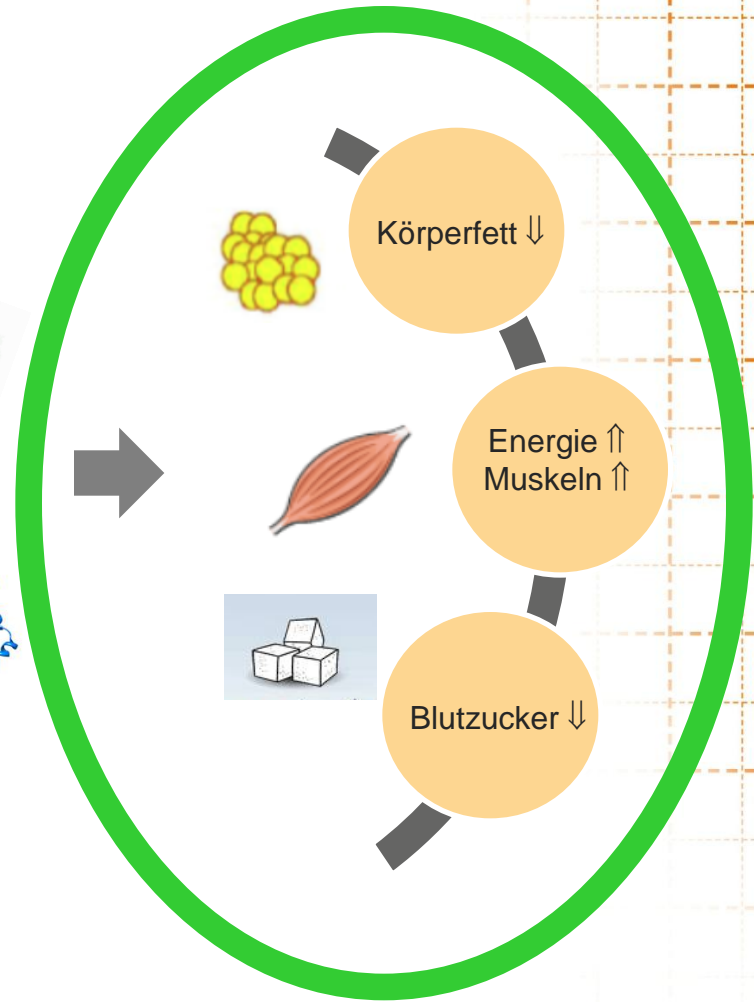 Körperfett ⇓
Energie ⇑
Muskeln ⇑
Blutzucker ⇓